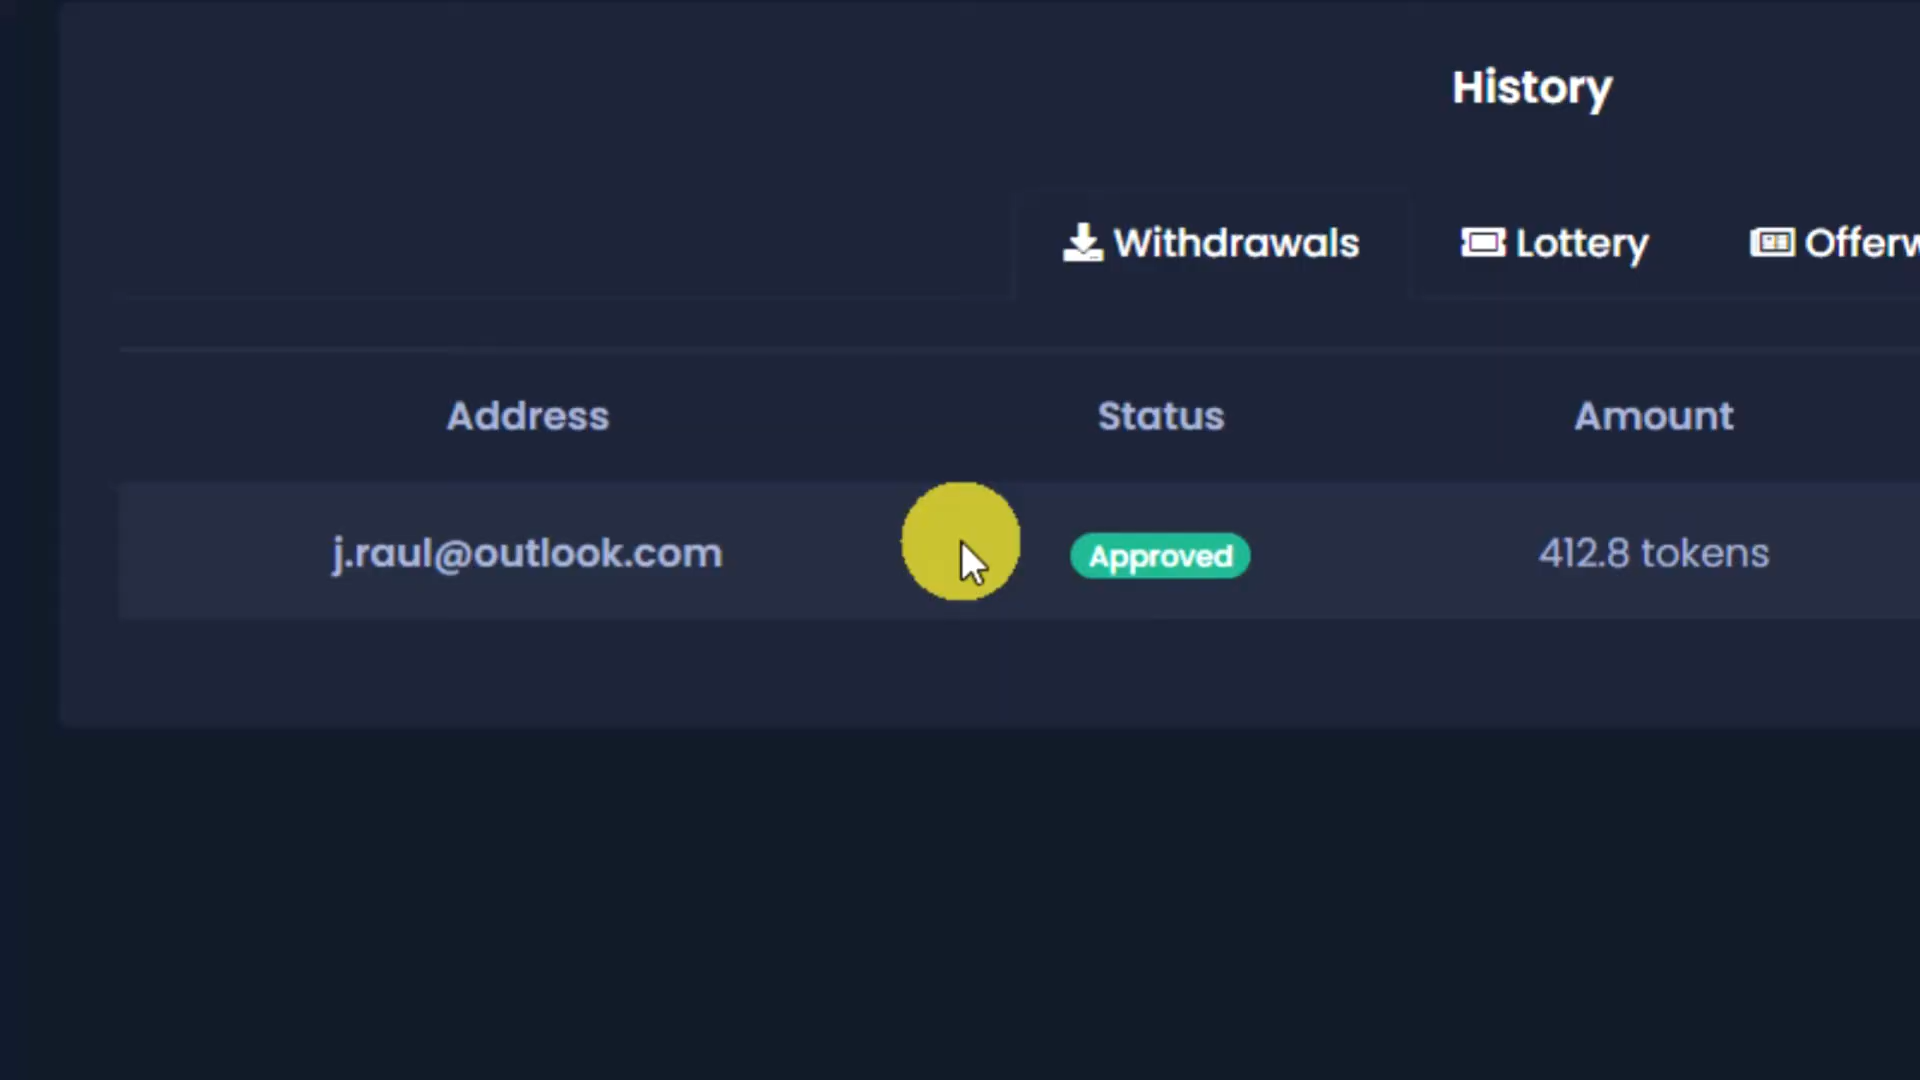 History
Withdrawals Lottery
Address Status Amount
j.raul@outlook.com Approved 412.8 tokens